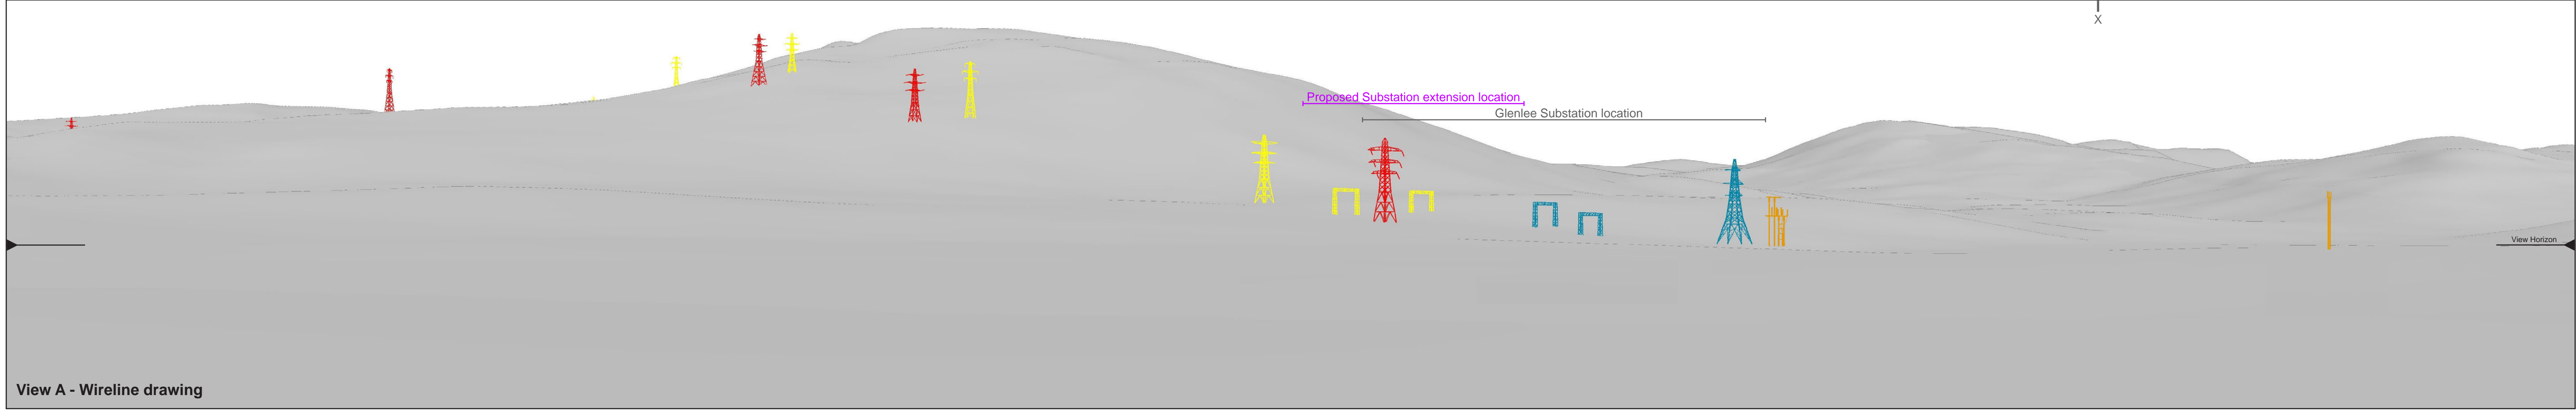 X
Proposed Substation extension location
Glenlee Substation location
View Horizon
View A - Wireline drawing